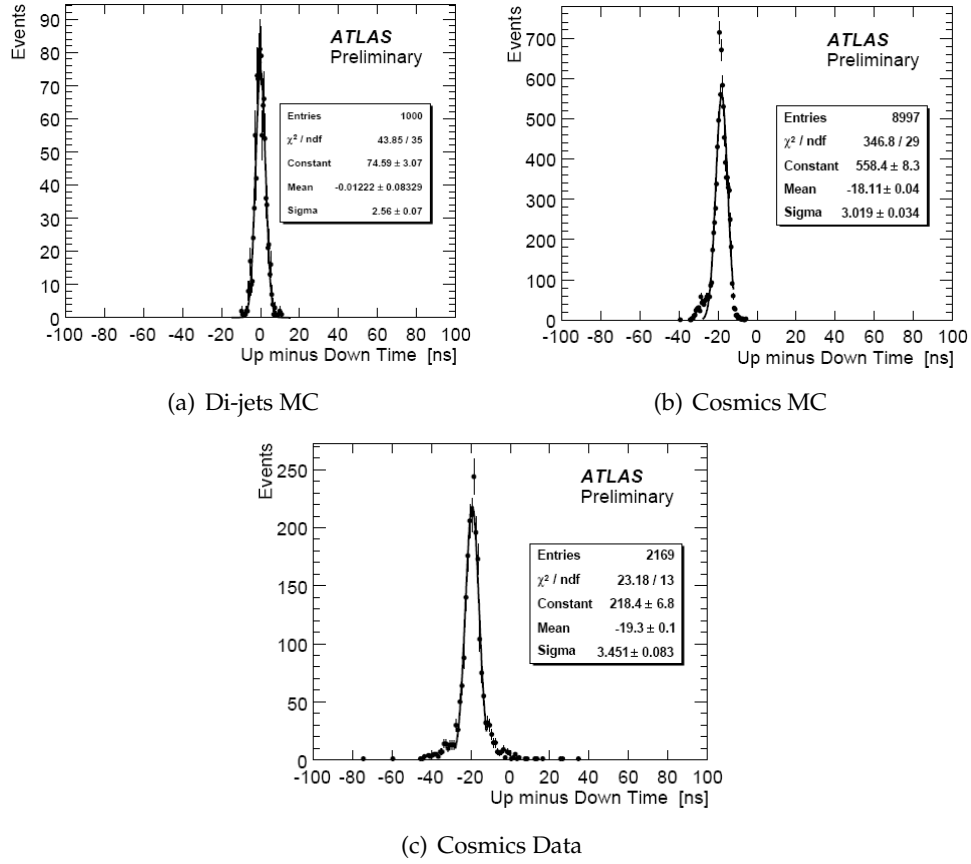 Events
90
80
70
60
50
40
30
20
10
0
ATLAS
Preliminary
Entries 1000
χ² / ndf 43.85 / 35
Constant 74.59 ± 3.07
Mean -0.01222 ± 0.08329
Sigma 2.56 ± 0.07
-100 -80 -60 -40 -20 0 20 40 60 80 100
Up minus Down Time [ns]
(a) Di-jets MC
Events
700
600
500
400
300
200
100
0
ATLAS
Preliminary
Entries 8997
χ² / ndf 346.8 / 29
Constant 558.4 ± 8.3
Mean -18.11 ± 0.04
Sigma 3.019 ± 0.034
-100 -80 -60 -40 -20 0 20 40 60 80 100
Up minus Down Time [ns]
(b) Cosmics MC
Events
250
200
150
100
50
0
ATLAS
Preliminary
Entries 2169
χ² / ndf 23.18 / 13
Constant 218.4 ± 6.8
Mean -19.3 ± 0.1
Sigma 3.451 ± 0.083
-100 -80 -60 -40 -20 0 20 40 60 80 100
Up minus Down Time [ns]
(c) Cosmics Data